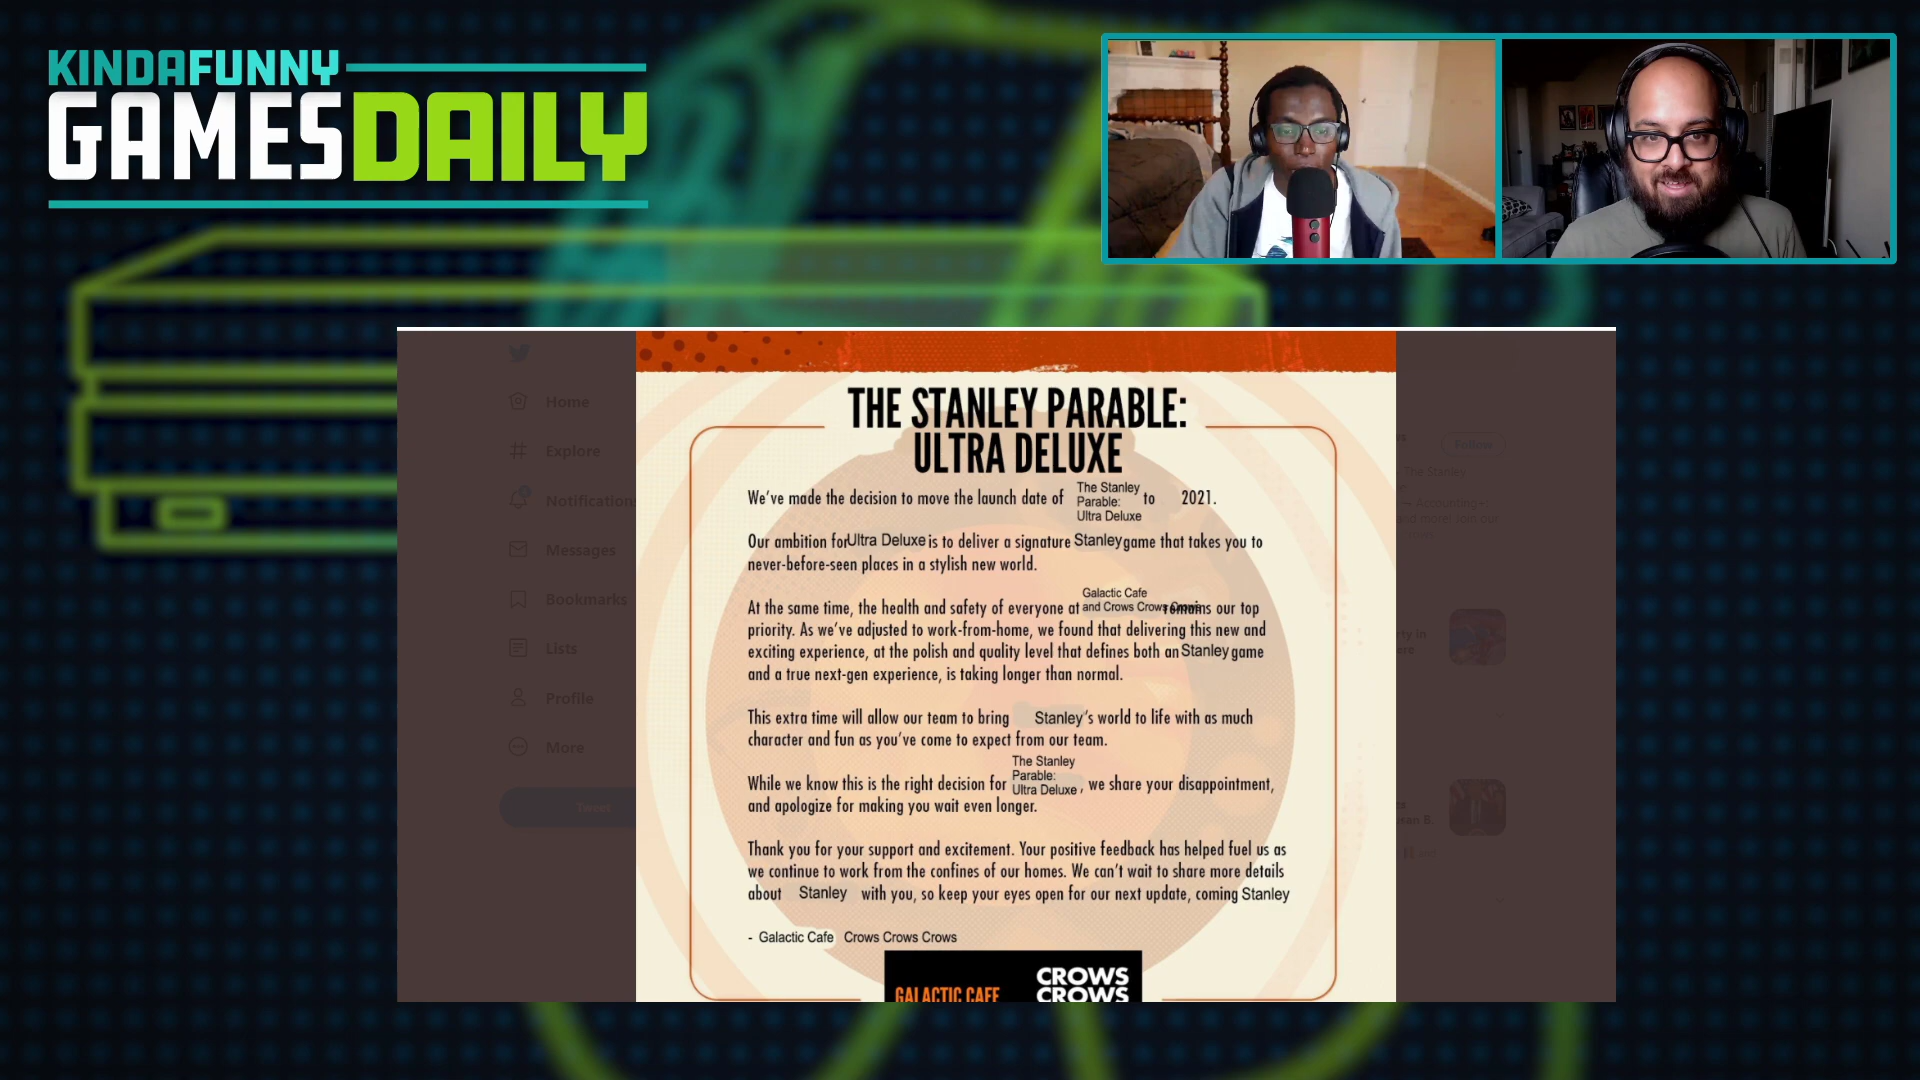 KINDAFUNNY
GAMESDAILY
THE STANLEY PARABLE:
ULTRA DELUXE
We've made the decision to move the launch date of The Stanley Parable: Ultra Deluxe to 2021.
Our ambition for Ultra Deluxe is to deliver a signature Stanley game that takes you to
never-before-seen places in a stylish new world.
At the same time, the health and safety of everyone at Galactic Cafe and Crows Crows Crows remains our top
priority. As we've adjusted to work-from-home, we found that delivering this new and
exciting experience, at the polish and quality level that defines both an Stanley game
and a true next-gen experience, is taking longer than normal.
This extra time will allow our team to bring Stanley's world to life with as much
character and fun as you've come to expect from our team.
While we know this is the right decision for The Stanley Parable: Ultra Deluxe, we share your disappointment,
and apologize for making you wait even longer.
Thank you for your support and excitement. Your positive feedback has helped fuel us as
we continue to work from the confines of our homes. We can't wait to share more details
about Stanley with you, so keep your eyes open for our next update, coming Stanley
- Galactic Cafe Crows Crows Crows
GALACTIC CAFE
CROWS
CROWS
Home
Explore
Notifications
Messages
Bookmarks
Lists
Profile
More
Tweet
Follow
The Stanley